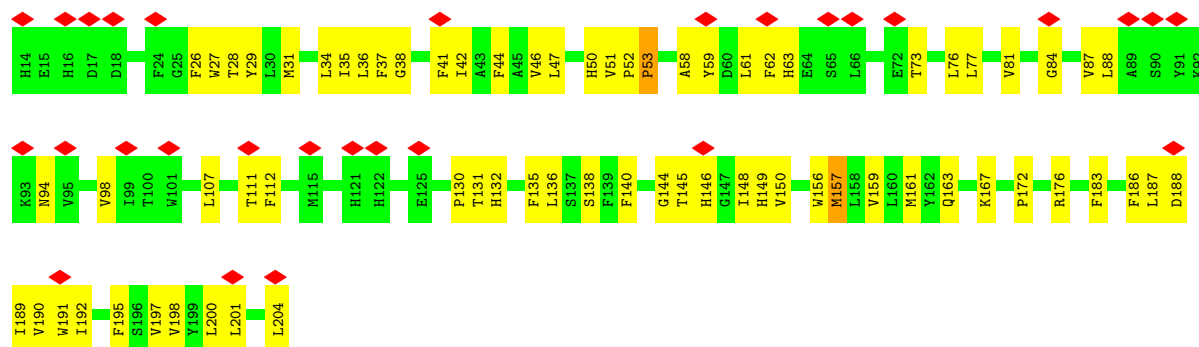 H14 E15 H16 D17 D18 F24 G25 F26 W27 T28 Y29 L30 M31 L34 I35 L36 F37 G38 F41 I42 A43 F44 A45 V46 L47 H50 V51 P52 P53 A58 Y59 D60 L61 F62 H63 E64 S65 L66 E72 T73 L76 L77 V81 G84 V87 L88 A89 S90 Y91 K92
K93 N94 V95 V98 I99 T100 W101 L107 T111 F112 M115 H121 H122 E125 P130 T131 H132 F135 L136 S137 S138 F139 F140 G144 T145 H146 G147 I148 H149 V150 W156 M157 L158 V159 L160 M161 Y162 Q163 K167 P172 R176 F183 F186 L187 D188
I189 V190 W191 I192 F195 S196 V197 V198 Y199 L200 L201 L204